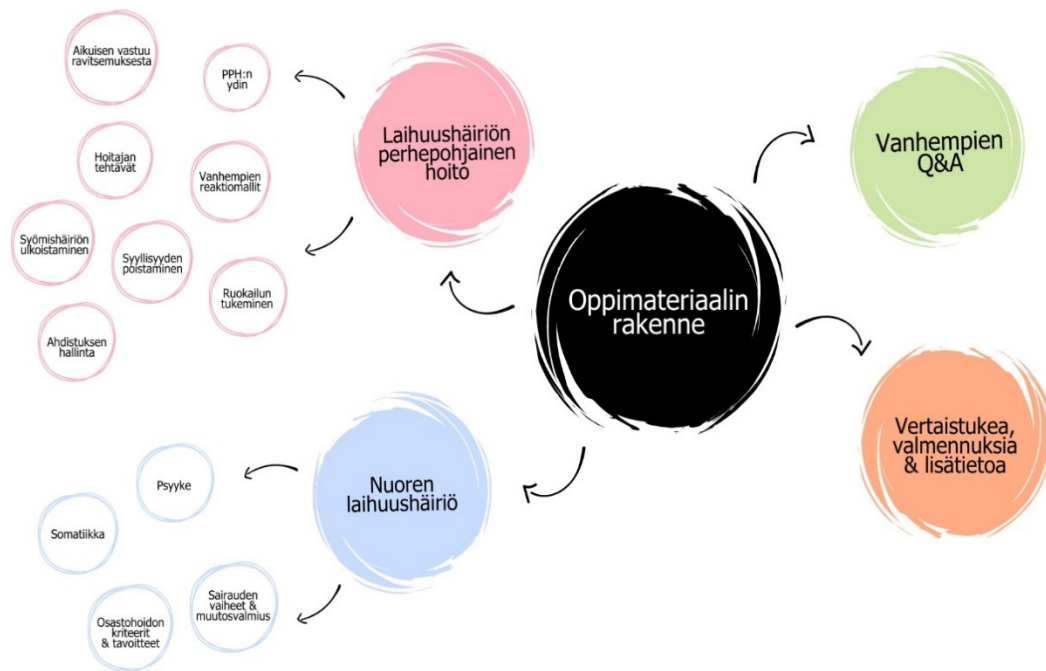 Oppimateriaalin
rakenne
Laihuushäiriön
perhepohjainen
hoito
PPH:n
ydin
Aikuisen vastuu
ravitsemuksesta
Hoitajan
tehtävät
Vanhempien
reaktiomallit
Syömishäiriön
ulkoistaminen
Syyllisyyden
poistaminen
Ruokailun
tukeminen
Ahdistuksen
hallinta
Vanhempien
Q&A
Vertaistukea,
valmennuksia
& lisätietoa
Nuoren
laihuushäiriö
Psyyke
Somatiikka
Sairauden
vaiheet &
muutosvalmius
Osastohoidon
kriteerit
& tavoitteet